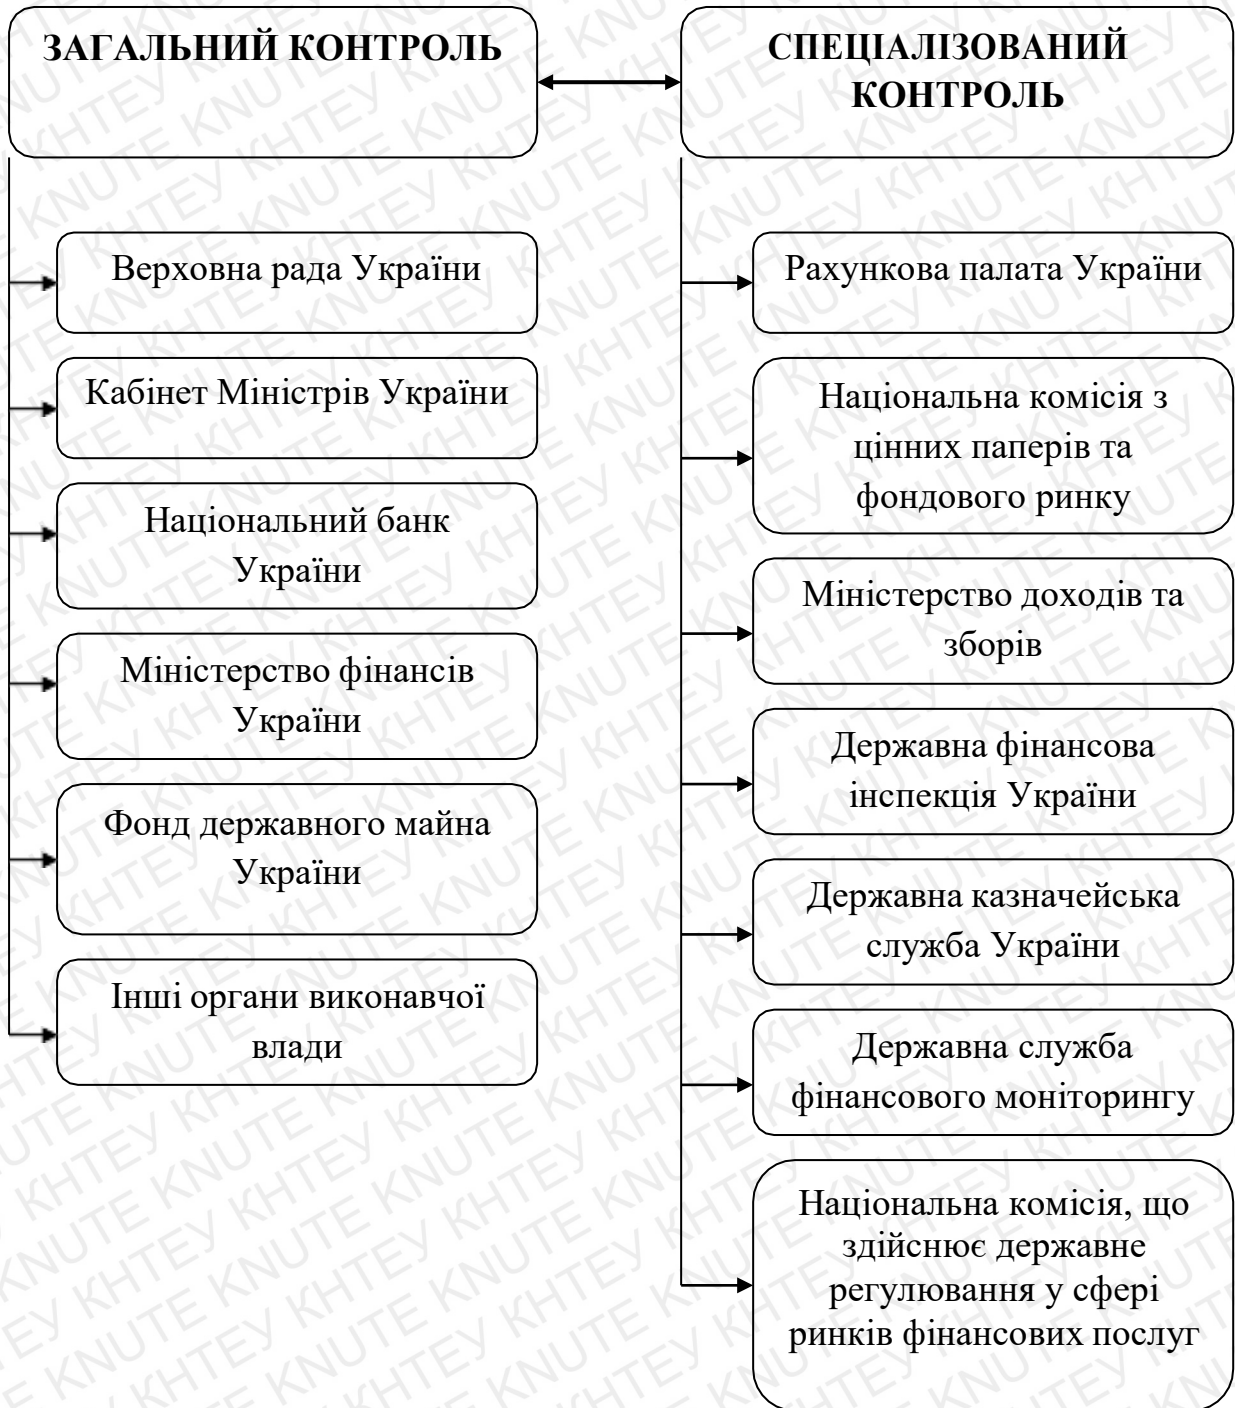 ЗАГАЛЬНИЙ КОНТРОЛЬ
Верховна рада України
Кабінет Міністрів України
Національний банк
України
Міністерство фінансів
України
Фонд державного майна
України
Інші органи виконавчої
влади
СПЕЦІАЛІЗОВАНИЙ
КОНТРОЛЬ
Рахункова палата України
Національна комісія з
цінних паперів та
фондового ринку
Міністерство доходів та
зборів
Державна фінансова
інспекція України
Державна казначейська
служба України
Державна служба
фінансового моніторингу
Національна комісія, що
здійснює державне
регулювання у сфері
ринків фінансових послуг